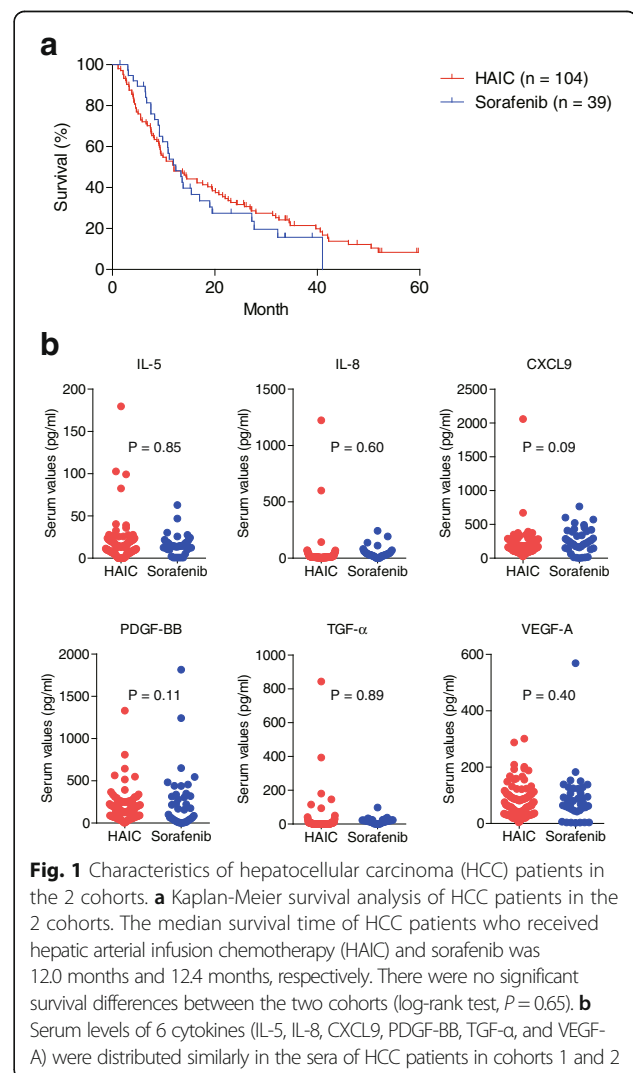 a
100
80
60
40
20
0
Survival (%)
0 20 40 60
Month
HAIC (n = 104)
Sorafenib (n = 39)
b
IL-5
200
150
100
50
0
Serum values (pg/ml)
P = 0.85
HAIC Sorafenib
IL-8
1500
1000
500
0
Serum values (pg/ml)
P = 0.60
HAIC Sorafenib
CXCL9
2500
2000
1500
1000
500
0
Serum values (pg/ml)
P = 0.09
HAIC Sorafenib
PDGF-BB
2000
1500
1000
500
0
Serum values (pg/ml)
P = 0.11
HAIC Sorafenib
TGF-α
1000
800
600
400
200
0
Serum values (pg/ml)
P = 0.89
HAIC Sorafenib
VEGF-A
600
400
200
0
Serum values (pg/ml)
P = 0.40
HAIC Sorafenib
Fig. 1 Characteristics of hepatocellular carcinoma (HCC) patients in
the 2 cohorts. a Kaplan-Meier survival analysis of HCC patients in the
2 cohorts. The median survival time of HCC patients who received
hepatic arterial infusion chemotherapy (HAIC) and sorafenib was
12.0 months and 12.4 months, respectively. There were no significant
survival differences between the two cohorts (log-rank test, P = 0.65). b
Serum levels of 6 cytokines (IL-5, IL-8, CXCL9, PDGF-BB, TGF-α, and VEGF-
A) were distributed similarly in the sera of HCC patients in cohorts 1 and 2